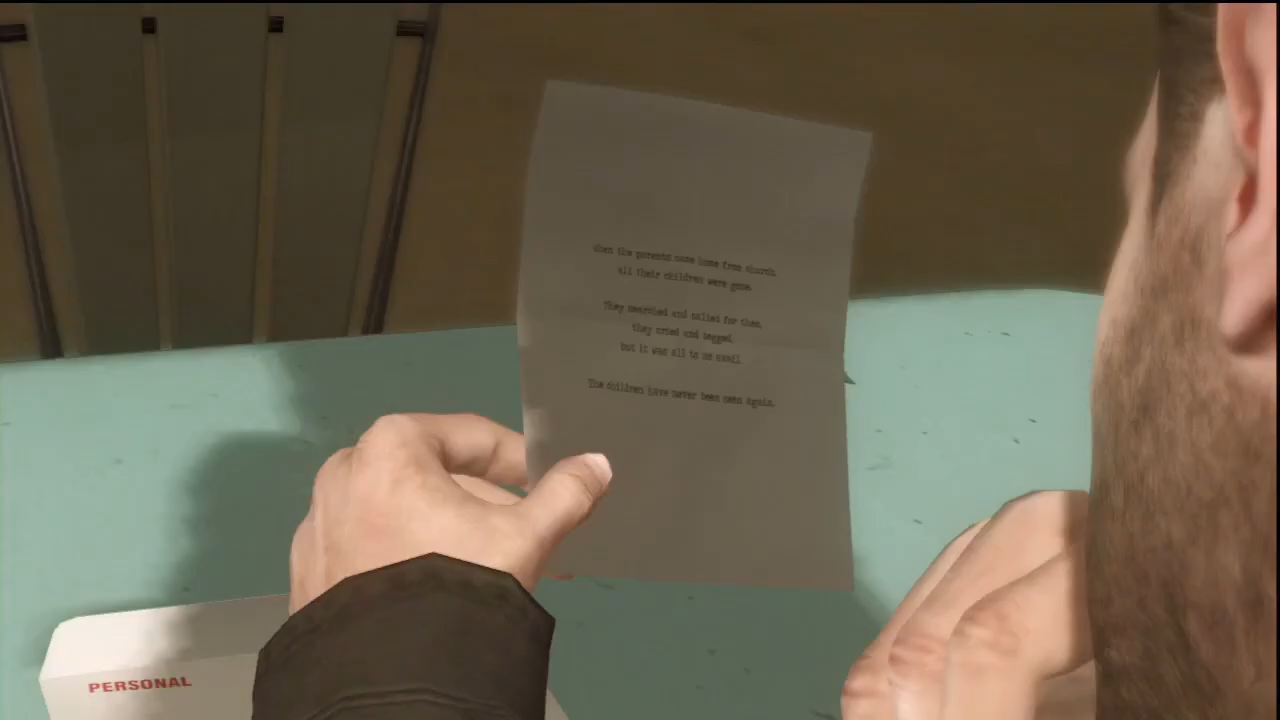 When the parents came home from church,
all their children were gone.
They searched and called for them,
they cried and begged,
but it was all to no avail.
The children have never been seen again.
PERSONAL